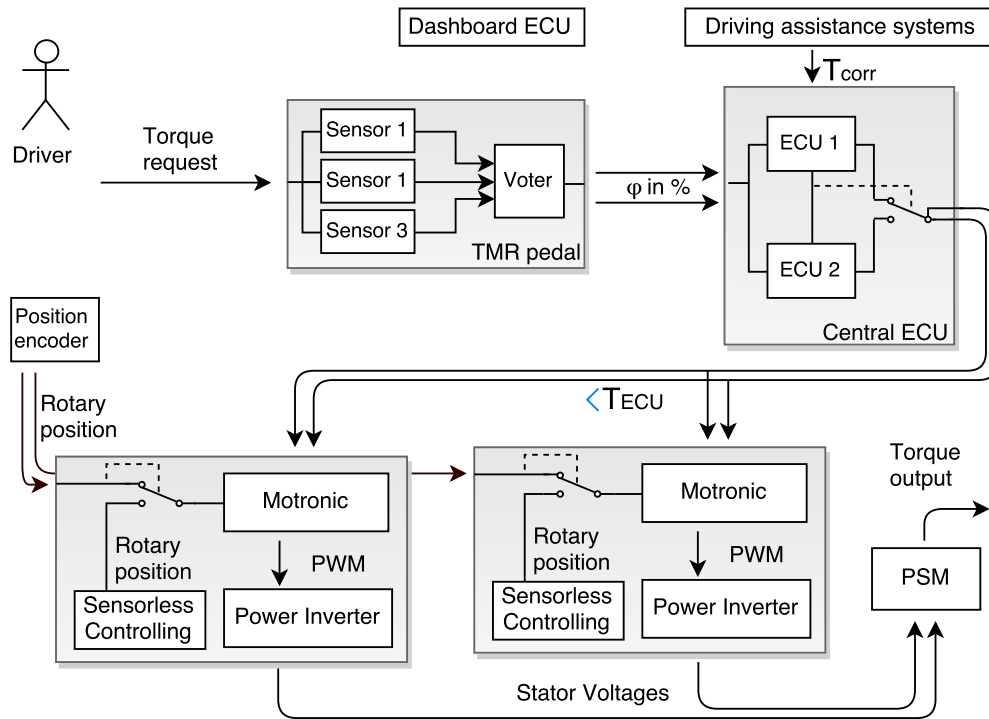 Dashboard ECU
Driving assistance systems
Tcorr
Driver
Torque
request
Sensor 1
Sensor 1
Sensor 3
Voter
TMR pedal
φ in %
ECU 1
ECU 2
Central ECU
Position
encoder
Rotary
position
TECU
Motronic
Rotary
position
PWM
Sensorless
Controlling
Power Inverter
Motronic
Rotary
position
PWM
Sensorless
Controlling
Power Inverter
Torque
output
PSM
Stator Voltages